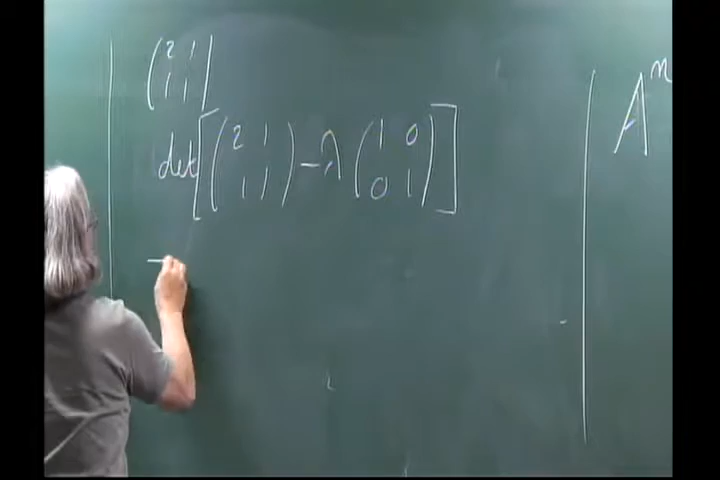 (2 1
1 1)
det[(2 1
1 1) - λ (1 0
0 1)]
A^n